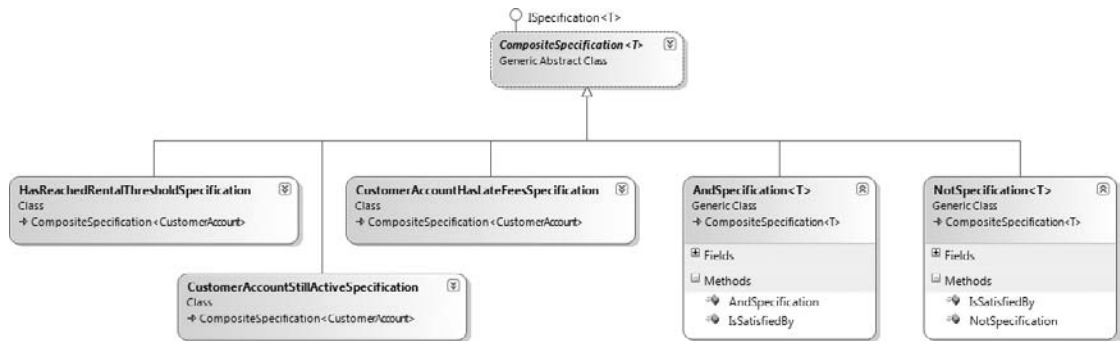 ISpecification<T>
CompositeSpecification<T>
Generic Abstract Class
HasReachedRentalThresholdSpecification
Class
CompositeSpecification<CustomerAccount>
CustomerAccountHasLateFeesSpecification
Class
CompositeSpecification<CustomerAccount>
AndSpecification<T>
Generic Class
CompositeSpecification<T>
Fields
Methods
AndSpecification
IsSatisfiedBy
NotSpecification<T>
Generic Class
CompositeSpecification<T>
Fields
Methods
IsSatisfiedBy
NotSpecification
CustomerAccountStillActiveSpecification
Class
CompositeSpecification<CustomerAccount>